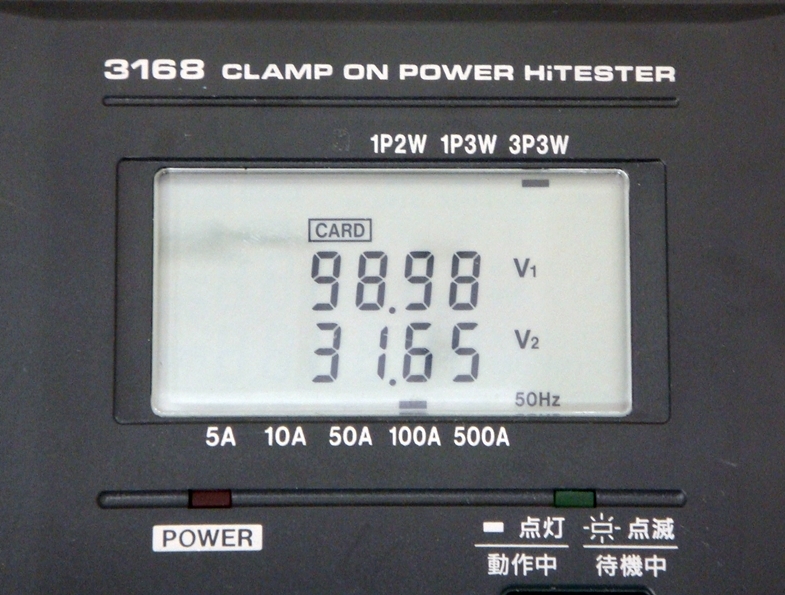 3168 CLAMP ON POWER HiTESTER
1P2W 1P3W 3P3W
CARD
98.98 V1
31.65 V2
50Hz
5A 10A 50A 100A 500A
POWER
点灯 点滅
動作中 待機中